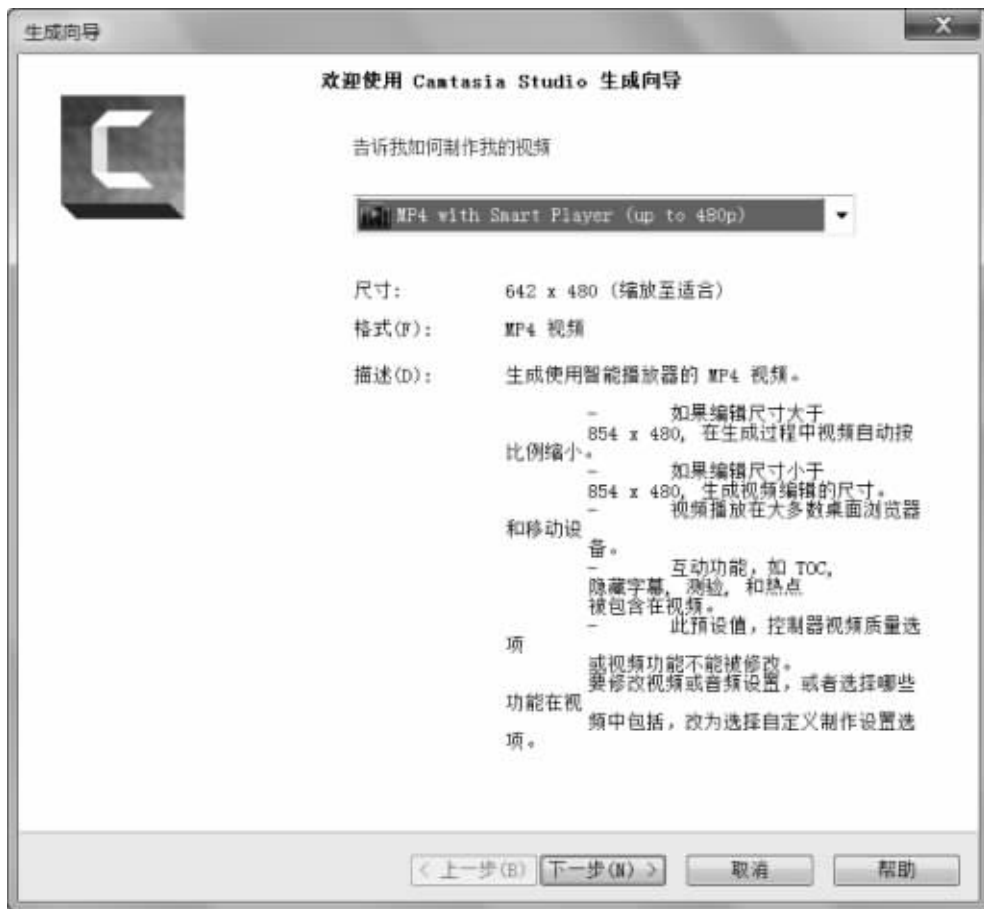 生成向导
欢迎使用 Camtasia Studio 生成向导
告诉我如何制作我的视频
MP4 with Smart Player (up to 480p)
尺寸: 642 x 480 (缩放至适合)
格式(F): MP4 视频
描述(D): 生成使用智能播放器的 MP4 视频。
- 如果编辑尺寸大于
854 x 480, 在生成过程中视频自动按
比例缩小。
- 如果编辑尺寸小于
854 x 480, 生成视频编辑的尺寸。
- 视频播放在大多数桌面浏览器
和移动设
备。
- 互动功能, 如 TOC,
隐藏字幕, 测验, 和热点
被包含在视频。
- 此预设值, 控制器视频质量选
项
或视频功能不能被修改。
要修改视频或音频设置, 或者选择哪些
功能在视
频中包括, 改为选择自定义制作设置选
项。
< 上一步(B) 下一步(N) > 取消 帮助